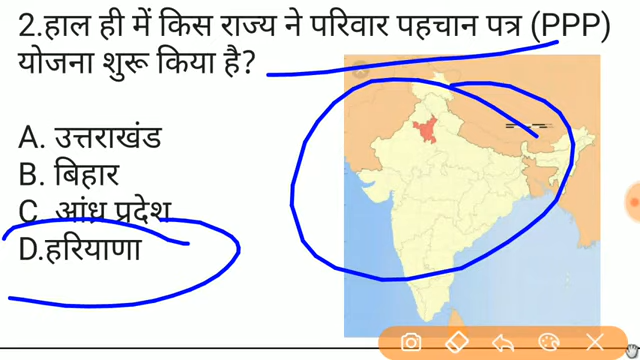 2.हाल ही में किस राज्य ने परिवार पहचान पत्र (PPP)
योजना शुरू किया है?
A. उत्तराखंड
B. बिहार
C. आंध्र प्रदेश
D.हरियाणा